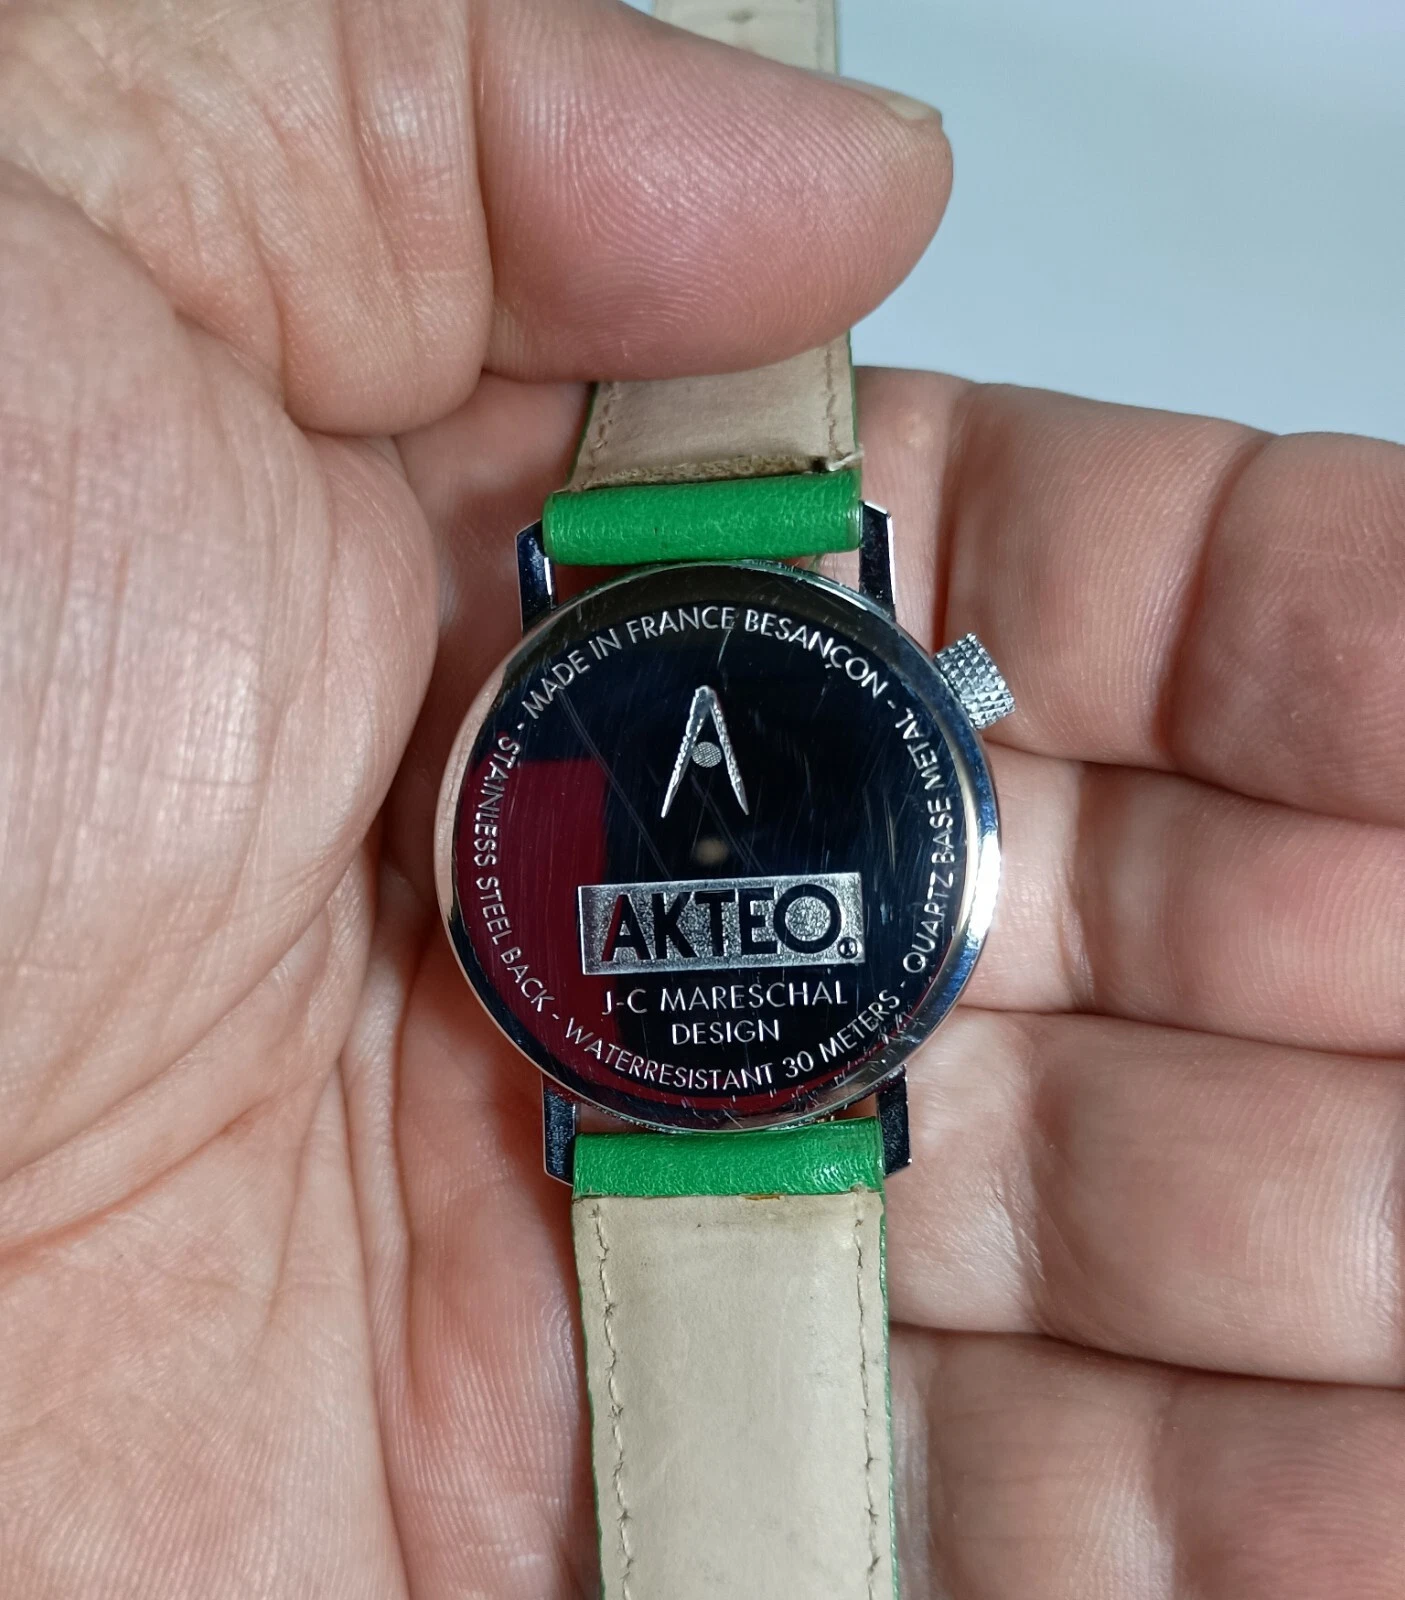 - MADE IN FRANCE BESANÇON - QUARTZ BASE METAL - WATERRESISTANT 30 METERS - STAINLESS STEEL BACK
AKTEO®
J-C MARESCHAL
DESIGN